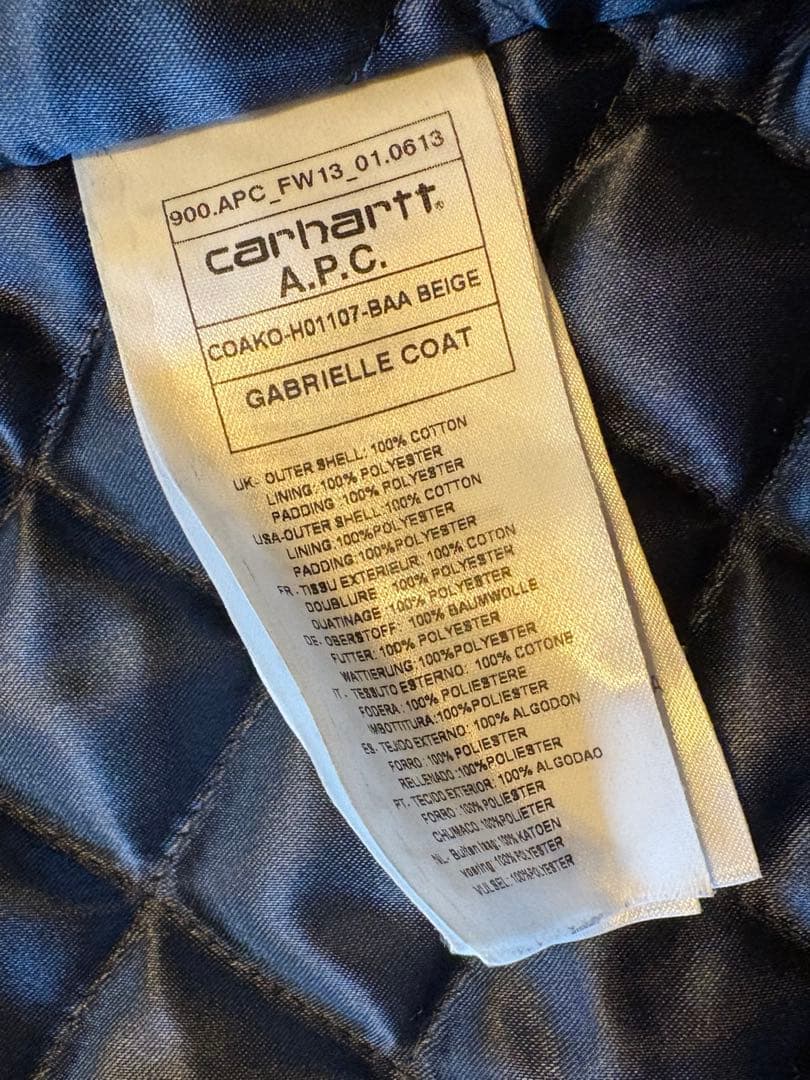 900.APC_FW13_01.0613
carhartt®
A.P.C.
COAKO-H01107-BAA BEIGE
GABRIELLE COAT
UK- OUTER SHELL: 100% COTTON
LINING: 100% POLYESTER
PADDING: 100% POLYESTER
USA-OUTER SHELL:100% COTTON
LINING:100%POLYESTER
PADDING:100%POLYESTER
FR - TISSU EXTERIEUR: 100% COTON
DOUBLURE : 100% POLYESTER
OUATINAGE: 100% POLYESTER
DE- OBERSTOFF: 100% BAUMWOLLE
FUTTER: 100% POLYESTER
WATTIERUNG:100%POLYESTER
IT - TESSUTO ESTERNO: 100% COTONE
FODERA: 100% POLIESTERE
IMBOTTITURA:100%POLIESTER
ES- TEJIDO EXTERNO: 100% ALGODON
FORRO: 100% POLIESTER
RELLENADO:100%POLIESTER
PT- TECIDO EXTERIOR: 100% ALGODAO
FORRO: 100%POLIESTER
CHUMACO: 100%POLIETER
NL- Buiten laag: 100% KATOEN
voering: 100%POLYESTER
VULSEL: 100%POLYESTER